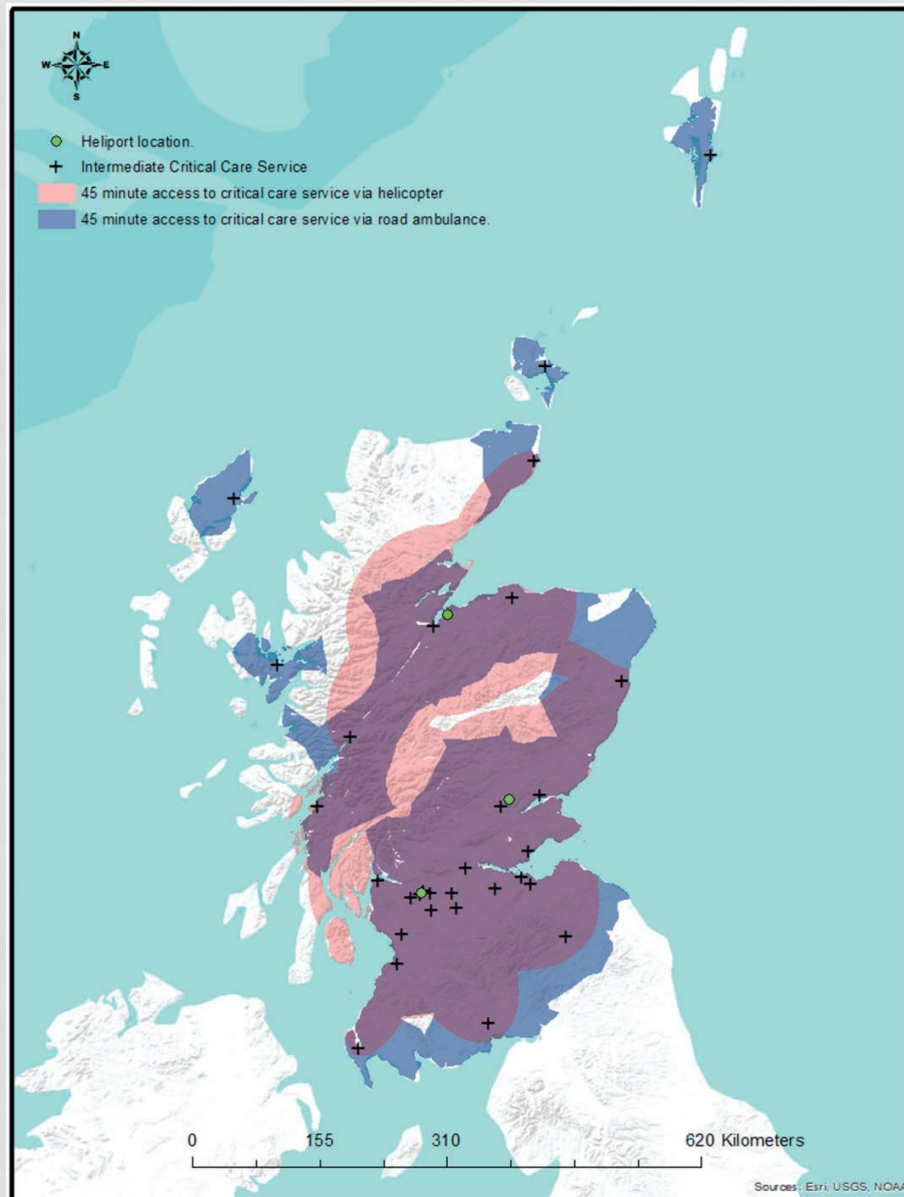 N
W E
S
Heliport location.
Intermediate Critical Care Service
45 minute access to critical care service via helicopter
45 minute access to critical care service via road ambulance.
0 155 310 620 Kilometers
Sources: Esri, USGS, NOAA